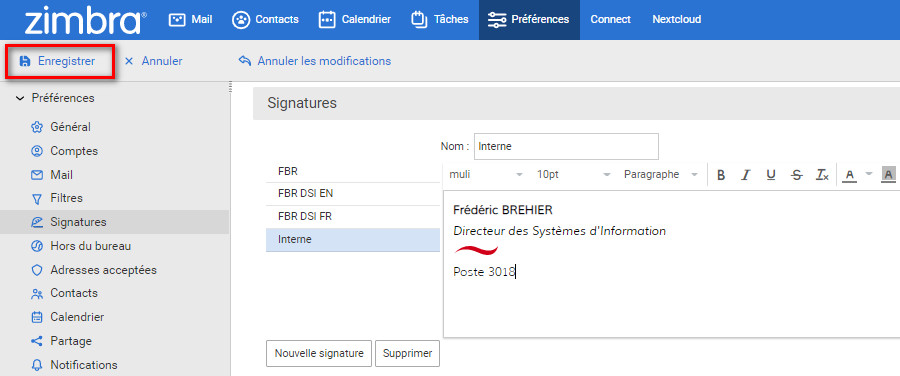 zimbra® Mail Contacts Calendrier Tâches Préférences Connect Nextcloud
Enregistrer Annuler Annuler les modifications
Préférences
Général
Comptes
Mail
Filtres
Signatures
Hors du bureau
Adresses acceptées
Contacts
Calendrier
Partage
Notifications
Signatures
Nom : Interne
FBR
FBR DSI EN
FBR DSI FR
Interne
muli 10pt Paragraphe B I U S Tx A A
Frédéric BREHIER
Directeur des Systèmes d'Information
Poste 3018
Nouvelle signature Supprimer